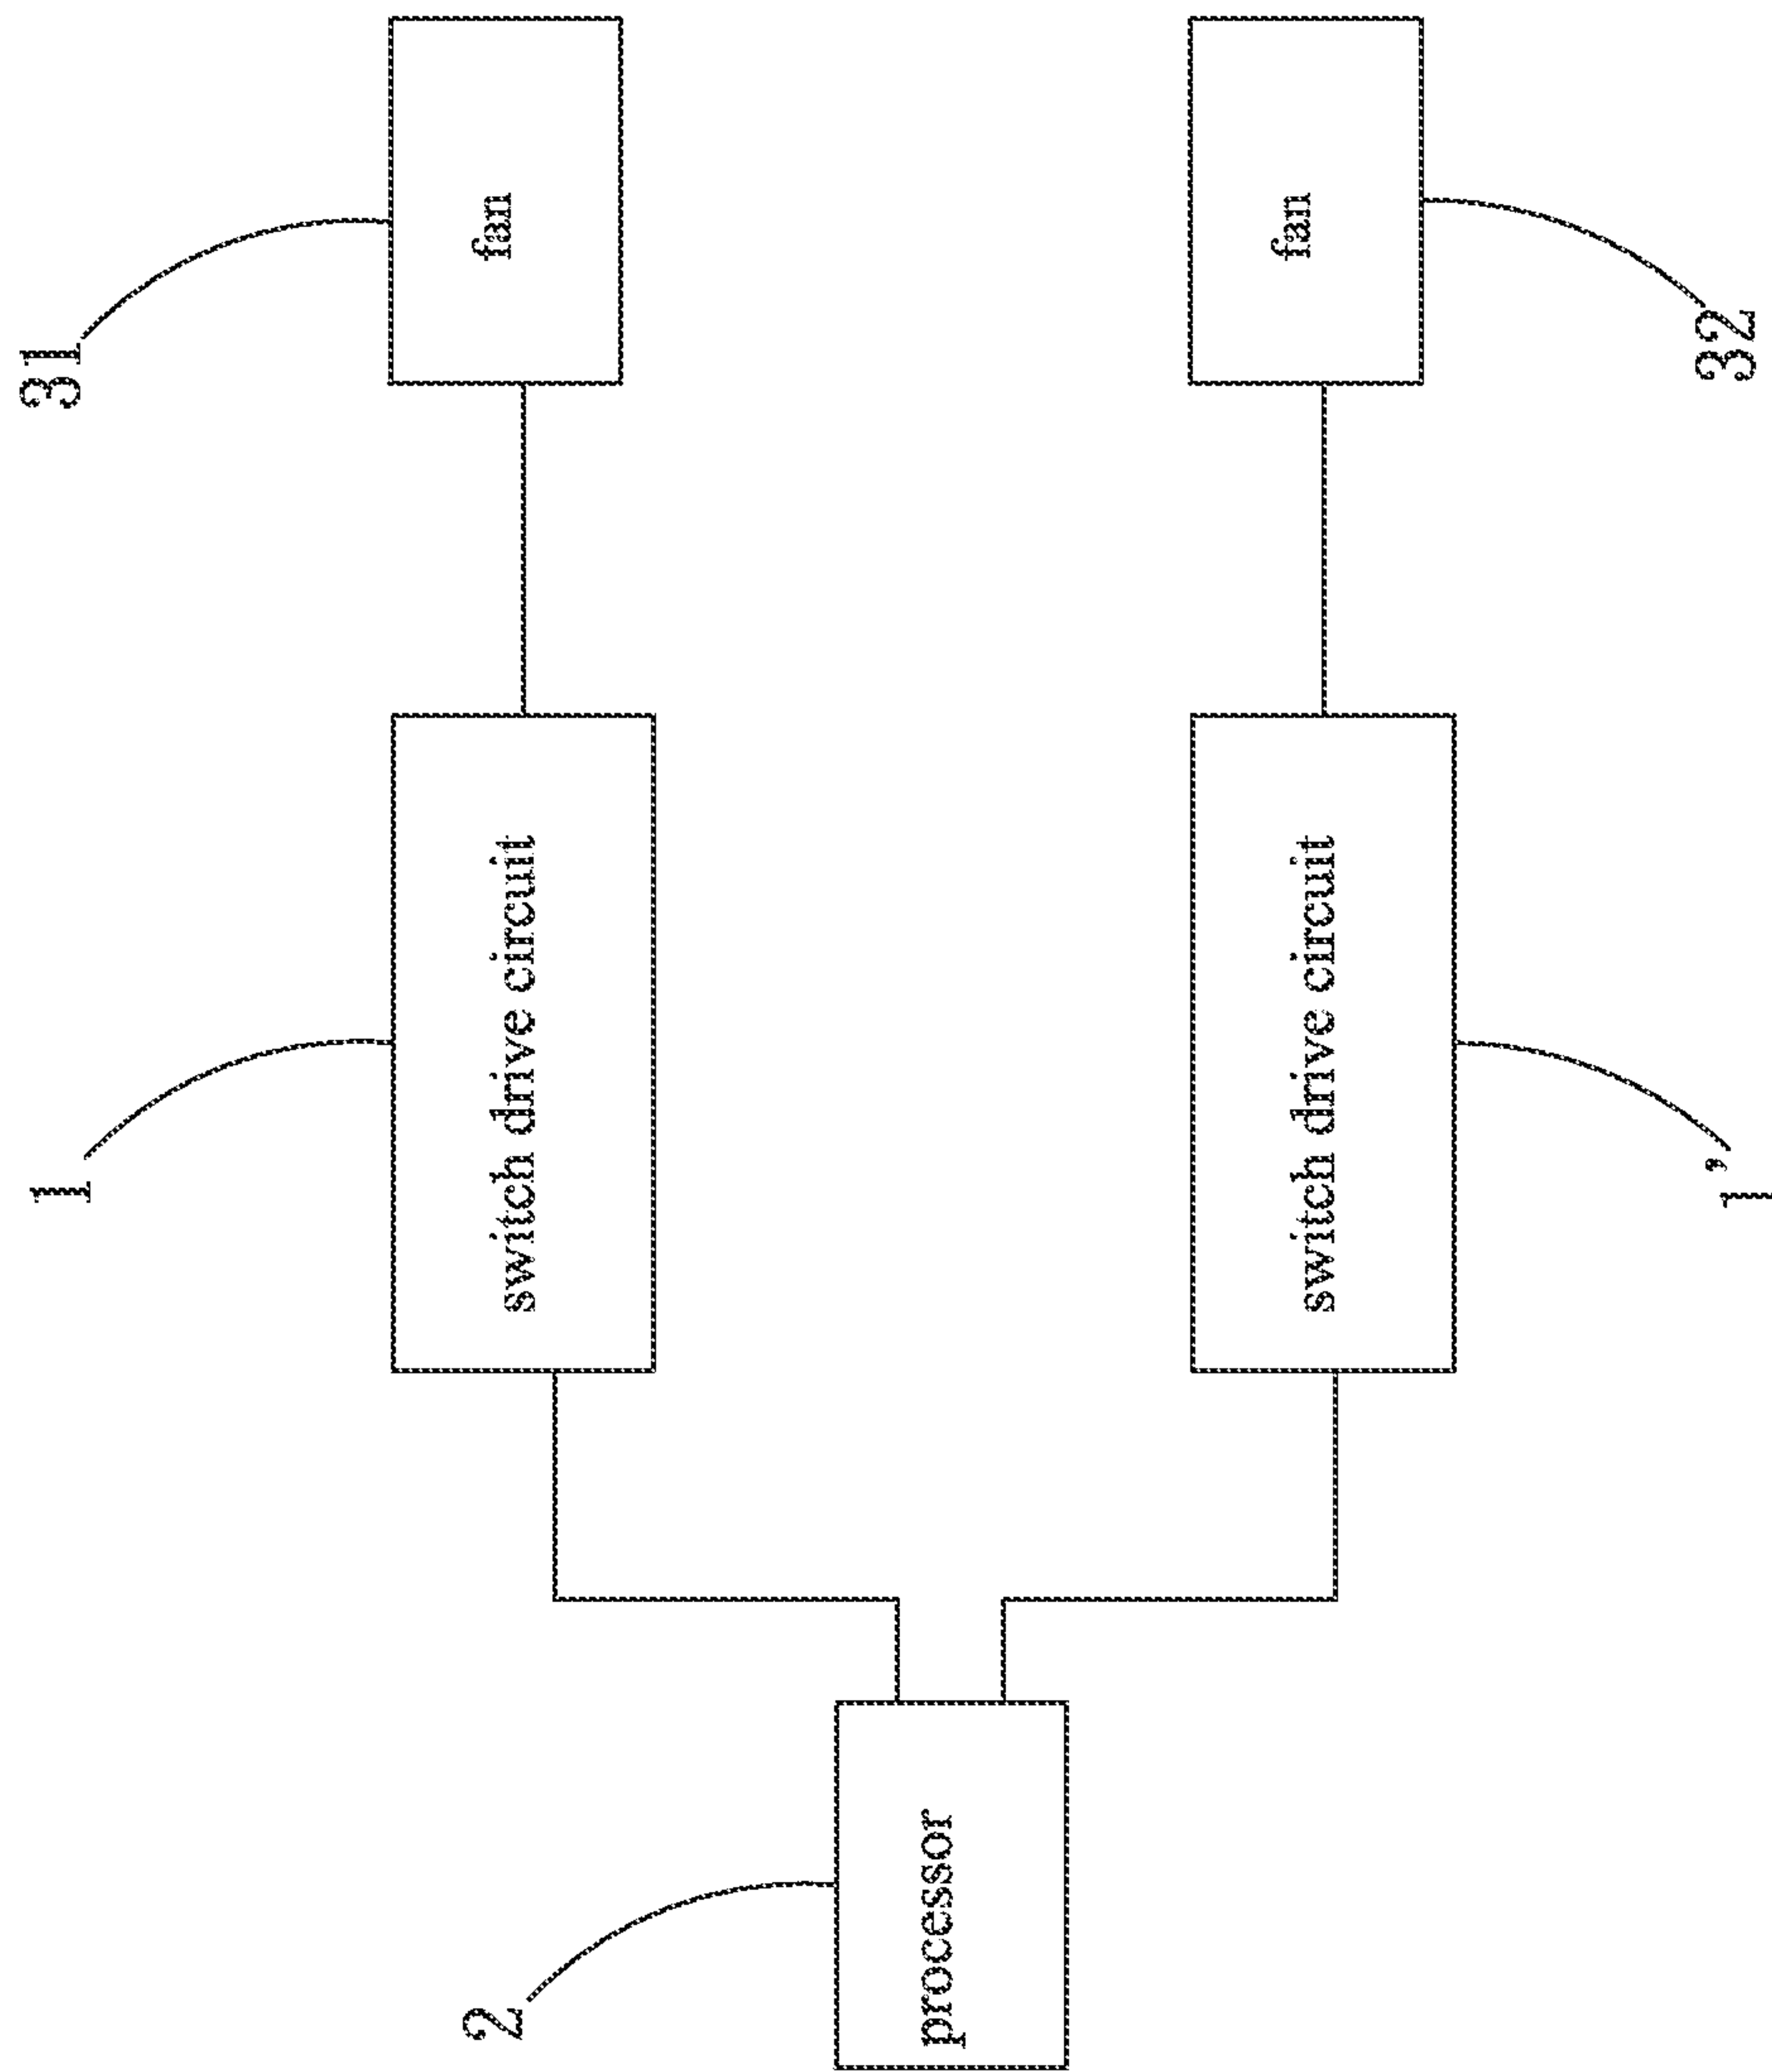 31
fan
1
switch drive circuit
2
processor
switch drive circuit
1’
fan
32